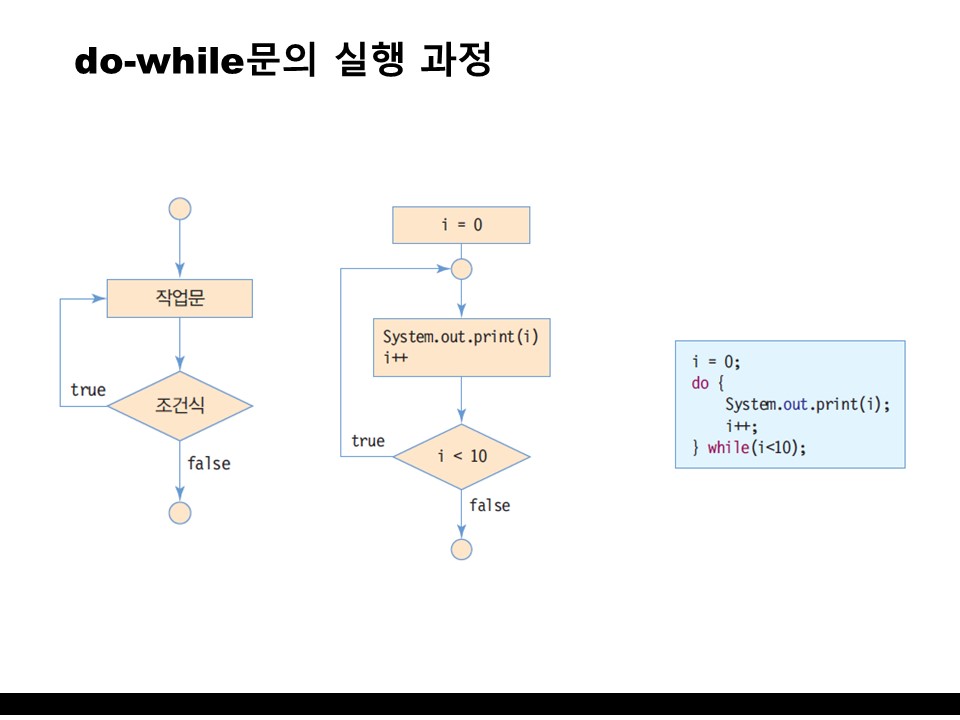 do-while문의 실행 과정
작업문
조건식
true
false
i = 0
System.out.print(i)
i++
i < 10
true
false
i = 0;
do {
    System.out.print(i);
    i++;
} while(i<10);